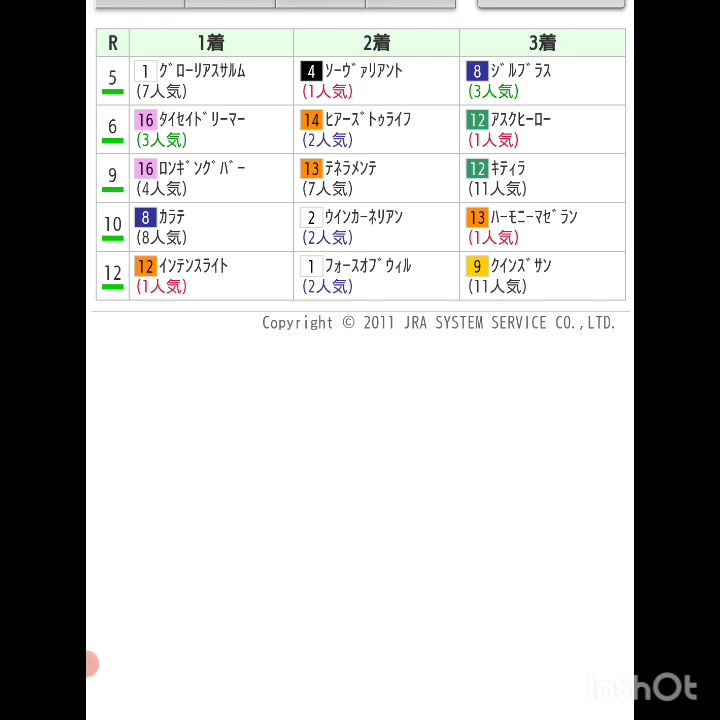 R 1着 2着 3着
5 1 グローリアスサルム 4 ソーヴァリアント 8 ジルブラス
(7人気) (1人気) (3人気)
6 16 タイセイドリーマー 14 ヒアーズトゥライフ 12 アスクヒーロー
(3人気) (2人気) (1人気)
9 16 ロンギングバー 13 テネラメンテ 12 キティラ
(4人気) (7人気) (11人気)
10 8 カラテ 2 ウインカーネリアン 13 ハーモニーマゼラン
(8人気) (2人気) (1人気)
12 12 インテンスライト 1 フォースオブウィル 9 クインズサン
(1人気) (2人気) (11人気)
Copyright © 2011 JRA SYSTEM SERVICE CO.,LTD.
InShOt